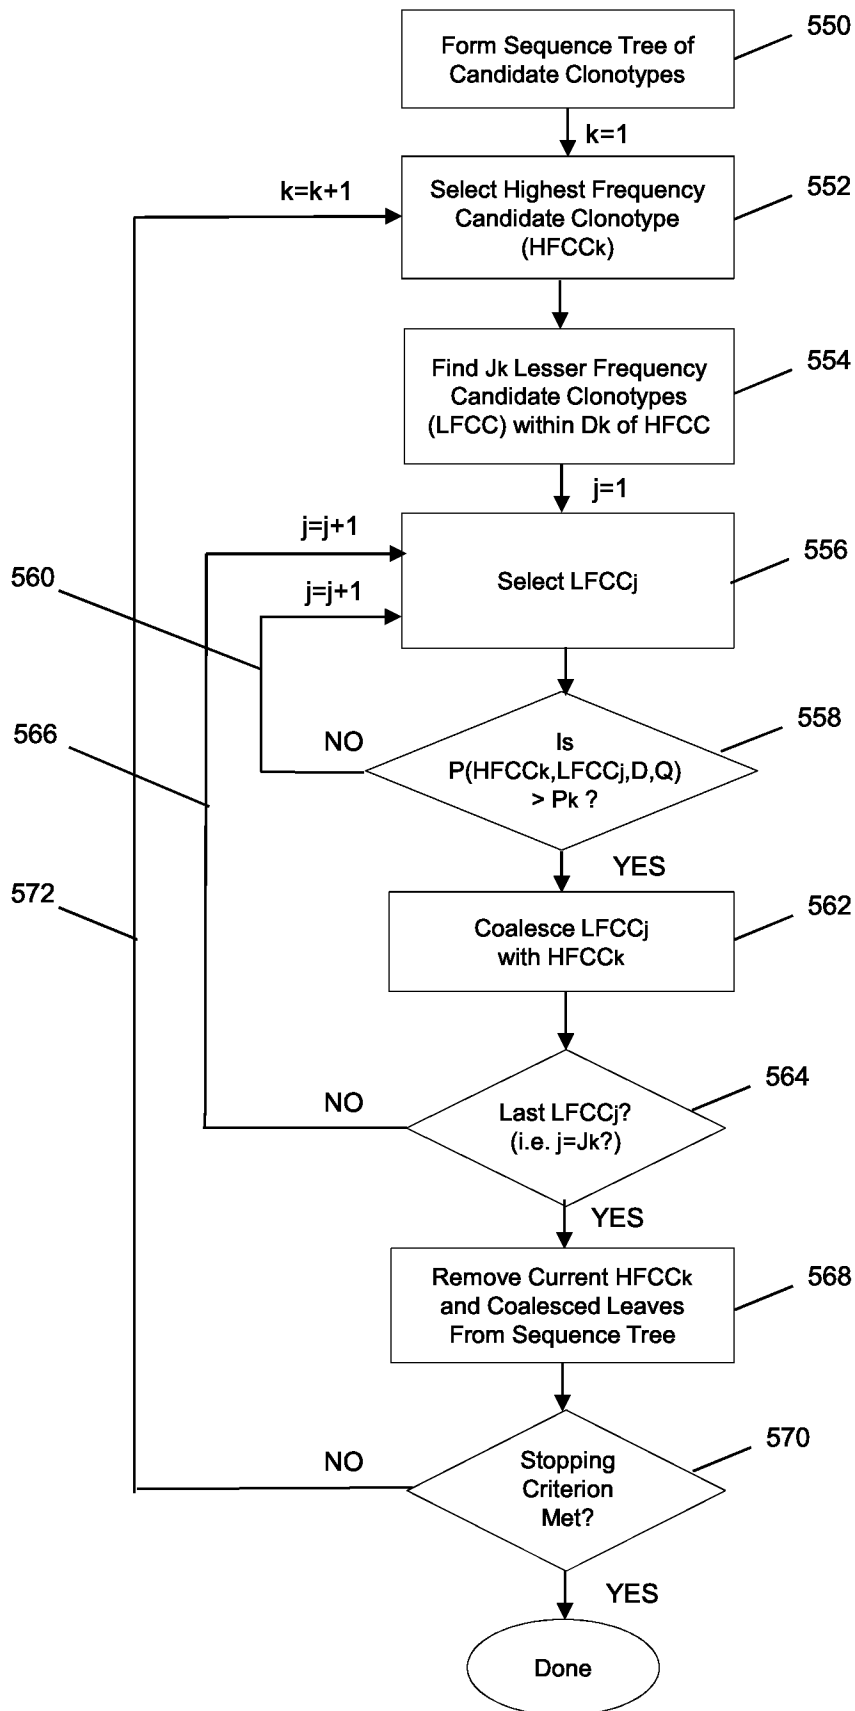 Form Sequence Tree of
Candidate Clonotypes
550
k=1
k=k+1
Select Highest Frequency
Candidate Clonotype
(HFCCk)
552
Find Jk Lesser Frequency
Candidate Clonotypes
(LFCC) within Dk of HFCC
554
j=1
j=j+1
Select LFCCj
556
560
j=j+1
558
NO
Is
P(HFCCk,LFCCj,D,Q)
> Pk ?
566
YES
572
Coalesce LFCCj
with HFCCk
562
564
NO
Last LFCCj?
(i.e. j=Jk?)
YES
Remove Current HFCCk
and Coalesced Leaves
From Sequence Tree
568
570
NO
Stopping
Criterion
Met?
YES
Done